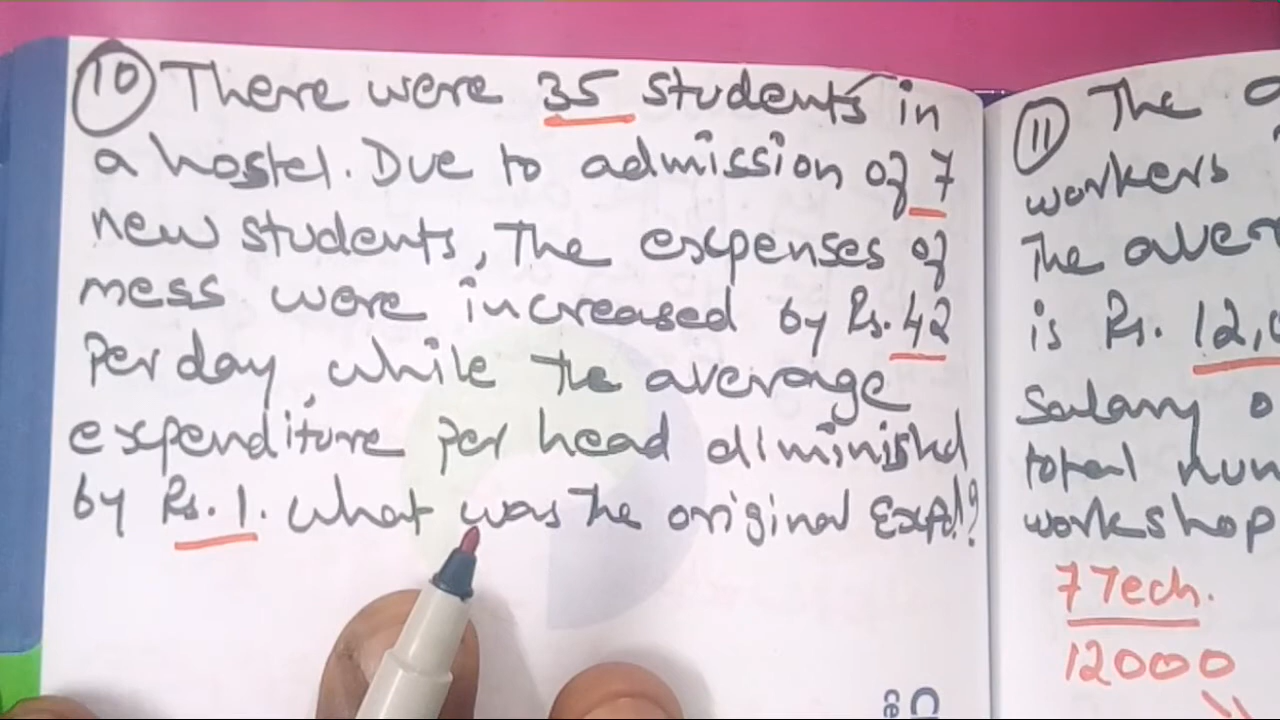 10 There were 35 students in
a hostel. Due to admission of 7
new students, The expenses of
mess were increased by Rs. 42
Per day, while the average
expenditure per head diminished
by Rs. 1. What was the original Expd?
11 The
workers
The aver
is Rs. 12,
Salary o
total num
workshop
7 Tech.
12000